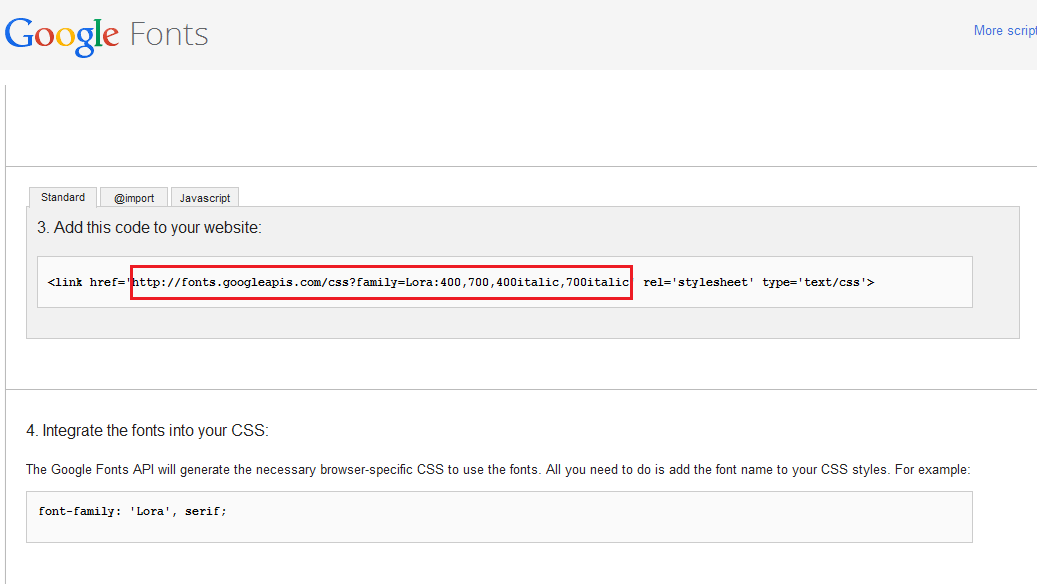 Google Fonts
More script
Standard
@import
Javascript
3. Add this code to your website:
<link href='http://fonts.googleapis.com/css?family=Lora:400,700,400italic,700italic' rel='stylesheet' type='text/css'>
4. Integrate the fonts into your CSS:
The Google Fonts API will generate the necessary browser-specific CSS to use the fonts. All you need to do is add the font name to your CSS styles. For example:
font-family: 'Lora', serif;